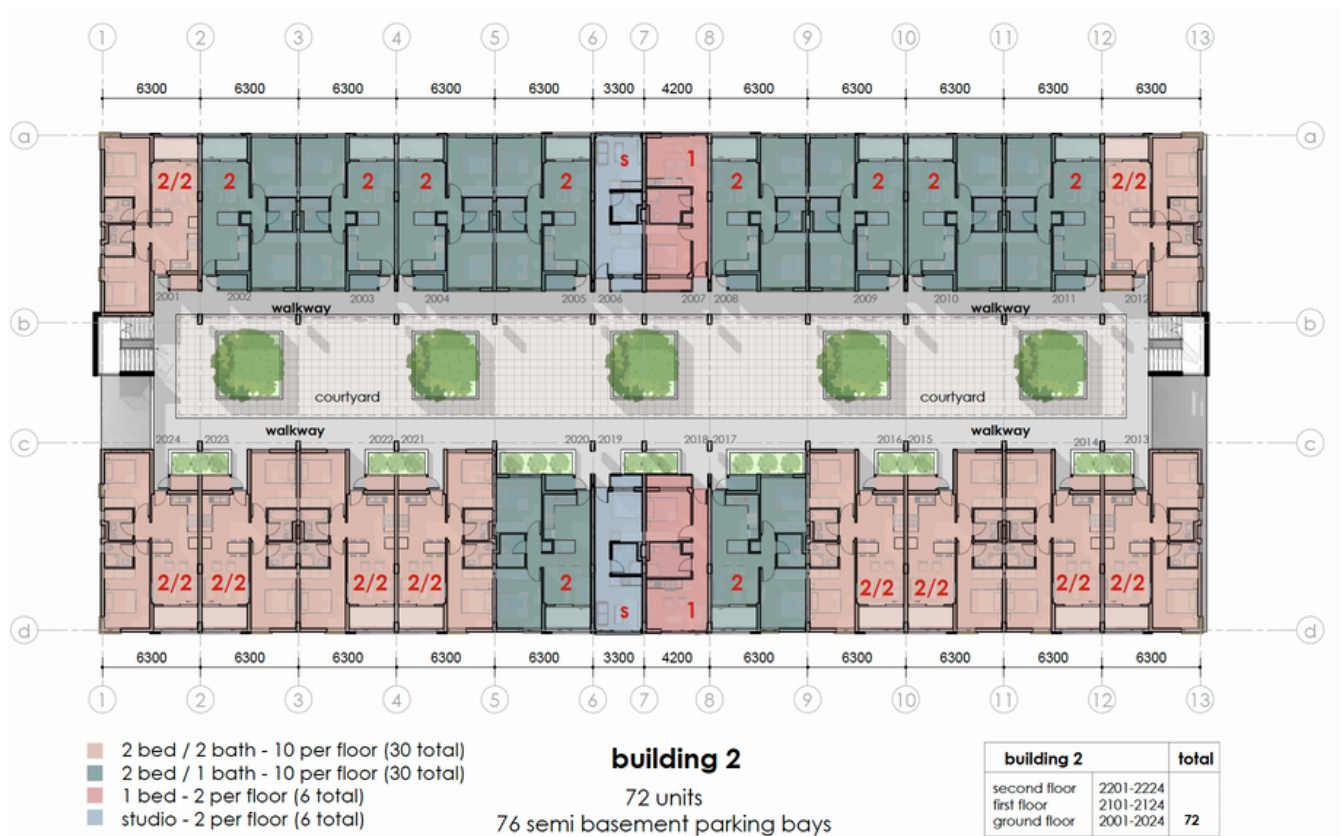 1 2 3 4 5 6 7 8 9 10 11 12 13
6300 6300 6300 6300 6300 3300 4200 6300 6300 6300 6300 6300
a a
2/2 2 2 2 2 s 1 2 2 2 2 2/2
2001 2002 2003 2004 2005 2006 2007 2008 2009 2010 2011 2012
walkway walkway
b b
courtyard courtyard
walkway walkway
c c
2024 2023 2022 2021 2020 2019 2018 2017 2016 2015 2014 2013
2/2 2/2 2/2 2/2 2 s 1 2 2/2 2/2 2/2 2/2
d d
6300 6300 6300 6300 6300 3300 4200 6300 6300 6300 6300 6300
1 2 3 4 5 6 7 8 9 10 11 12 13
2 bed / 2 bath - 10 per floor (30 total)
2 bed / 1 bath - 10 per floor (30 total)
1 bed - 2 per floor (6 total)
studio - 2 per floor (6 total)
building 2
72 units
76 semi basement parking bays
building 2 total
second floor 2201-2224
first floor 2101-2124
ground floor 2001-2024 72